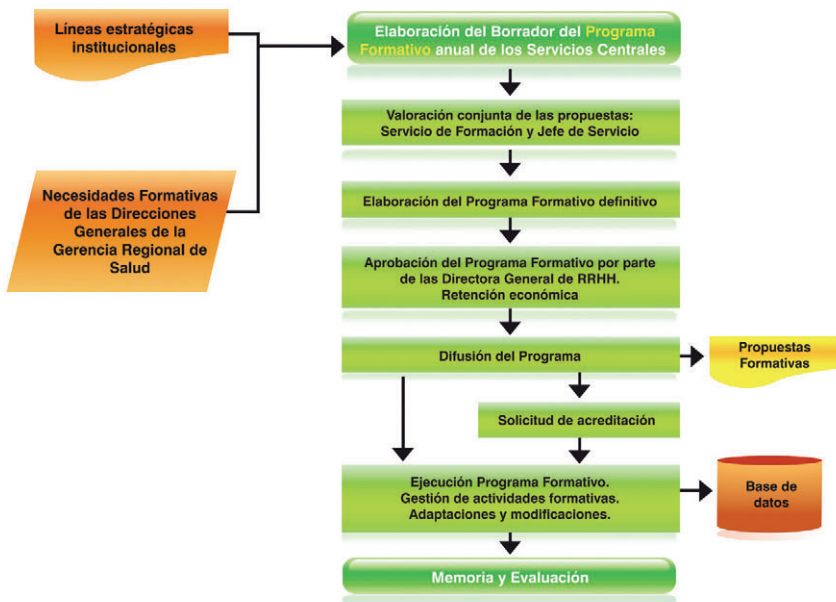 Líneas estratégicas
institucionales
Elaboración del Borrador del Programa
Formativo anual de los Servicios Centrales
Valoración conjunta de las propuestas:
Servicio de Formación y Jefe de Servicio
Necesidades Formativas
de las Direcciones
Generales de la
Gerencia Regional de
Salud
Elaboración del Programa Formativo definitivo
Aprobación del Programa Formativo por parte
de las Directora General de RRHH.
Retención económica
Difusión del Programa
Propuestas
Formativas
Solicitud de acreditación
Ejecución Programa Formativo.
Gestión de actividades formativas.
Adaptaciones y modificaciones.
Base de
datos
Memoria y Evaluación